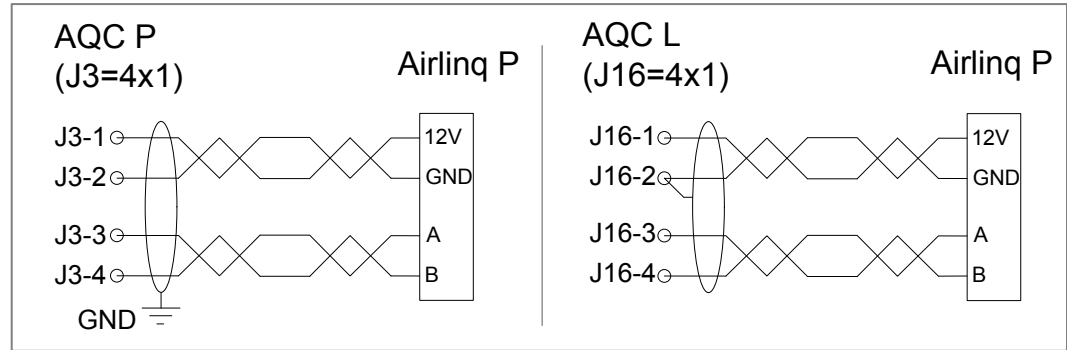 AQC P
(J3=4x1)
Airlinq P
J3-1
J3-2
J3-3
J3-4
GND
12V
GND
A
B
AQC L
(J16=4x1)
Airlinq P
J16-1
J16-2
J16-3
J16-4
12V
GND
A
B